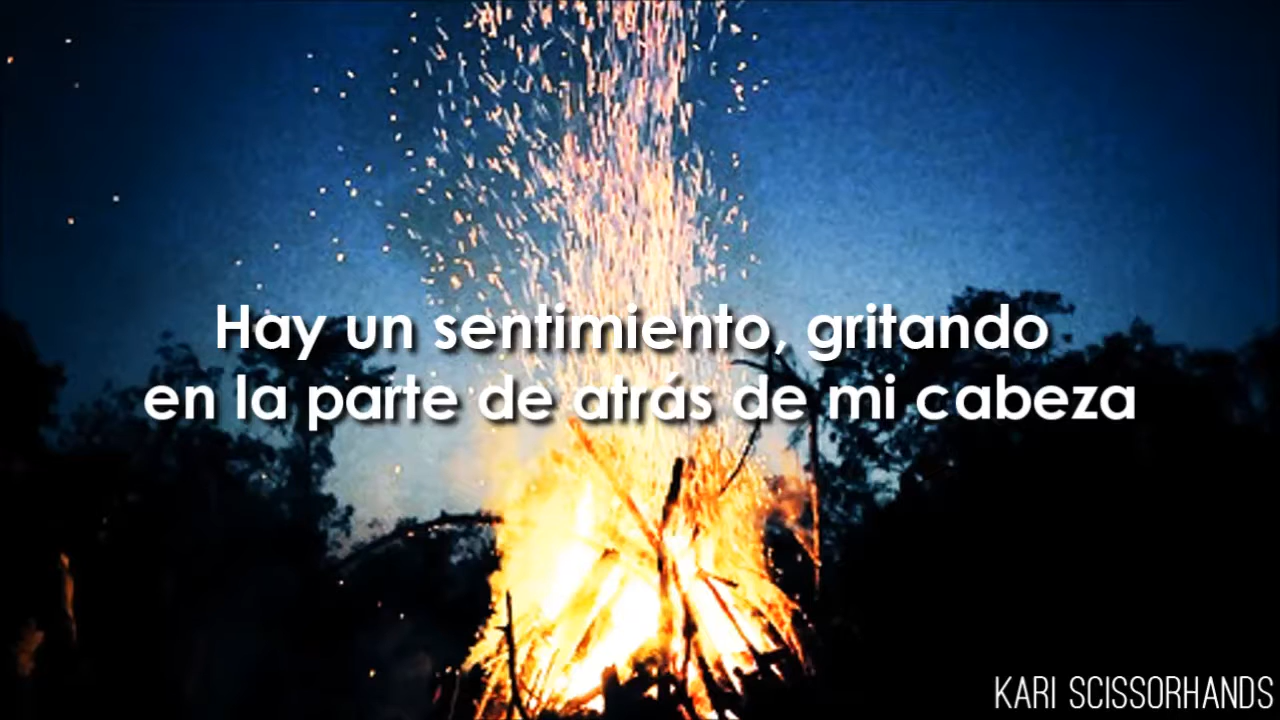 Hay un sentimiento, gritando
en la parte de atrás de mi cabeza
KARI SCISSORHANDS